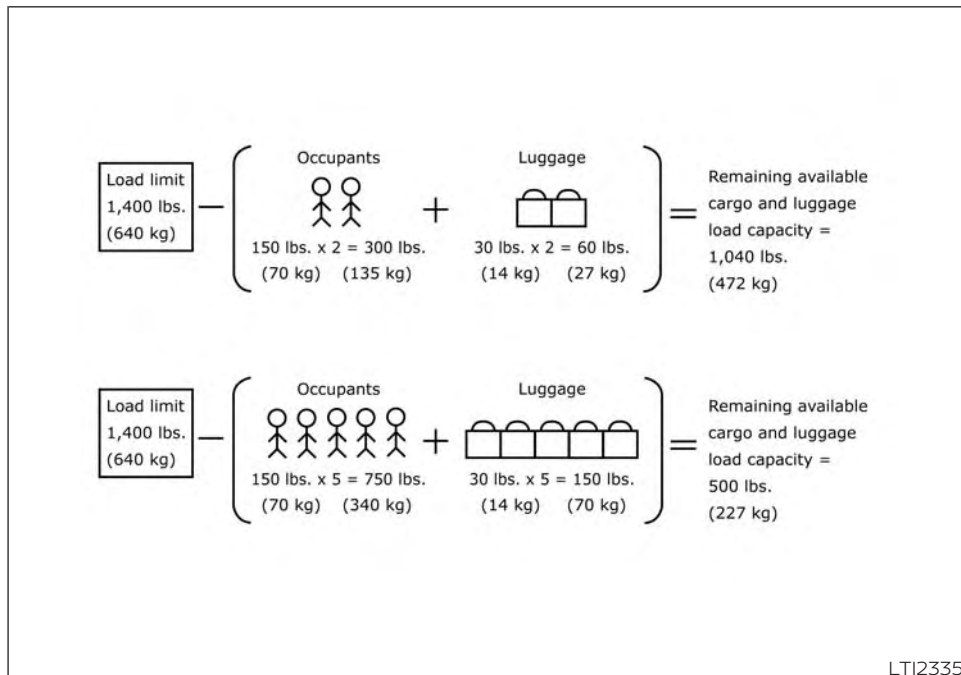 Occupants
Luggage
Load limit
1,400 lbs.
(640 kg)
—
+
=
150 lbs. x 2 = 300 lbs.
(70 kg) (135 kg)
30 lbs. x 2 = 60 lbs.
(14 kg) (27 kg)
Remaining available
cargo and luggage
load capacity =
1,040 lbs.
(472 kg)
Occupants
Luggage
Load limit
1,400 lbs.
(640 kg)
—
+
=
150 lbs. x 5 = 750 lbs.
(70 kg) (340 kg)
30 lbs. x 5 = 150 lbs.
(14 kg) (70 kg)
Remaining available
cargo and luggage
load capacity =
500 lbs.
(227 kg)
LTI2335